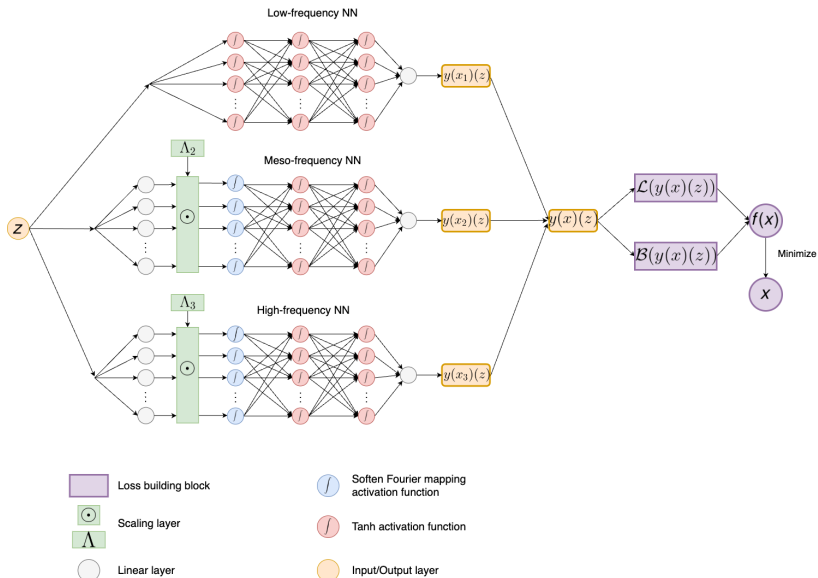 Low-frequency NN
∫ ∫ ∫
∫ ∫ ∫
∫ ∫ ∫
⋮ ⋮ ⋮
∫ ∫ ∫
y(x₁)(z)
Λ₂
Meso-frequency NN
∫ ∫ ∫
∫ ∫ ∫
⊙
∫ ∫ ∫
⋮ ⋮ ⋮ ⋮
∫ ∫ ∫
y(x₂)(z)
z
y(x)(z)
ℒ(y(x)(z))
ℬ(y(x)(z))
f(x)
Minimize
x
Λ₃
High-frequency NN
∫ ∫ ∫
∫ ∫ ∫
⊙
∫ ∫ ∫
⋮ ⋮ ⋮ ⋮
∫ ∫ ∫
y(x₃)(z)
Loss building block
⊙
Scaling layer
Λ
Linear layer
∫
Soften Fourier mapping
activation function
∫
Tanh activation function
Input/Output layer